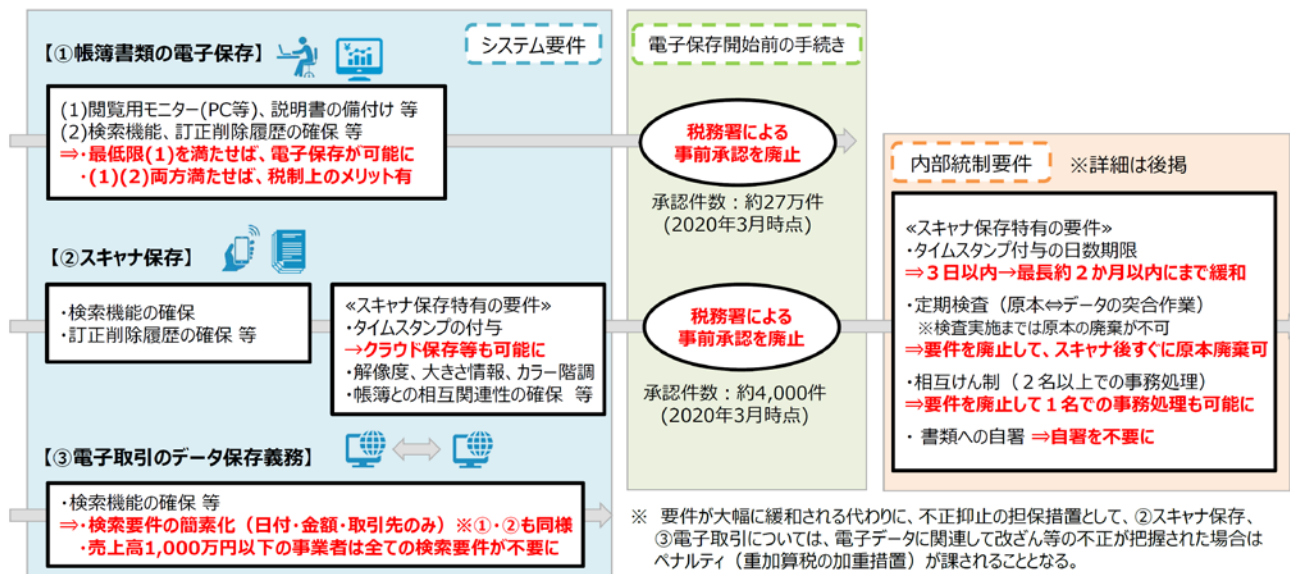 システム要件
電子保存開始前の手続き
【①帳簿書類の電子保存】
(1)閲覧用モニター(PC等)、説明書の備付け 等
(2)検索機能、訂正削除履歴の確保 等
⇒・最低限(1)を満たせば、電子保存が可能に
・(1)(2)両方満たせば、税制上のメリット有
税務署による
事前承認を廃止
承認件数：約27万件
(2020年3月時点)
【②スキャナ保存】
・検索機能の確保
・訂正削除履歴の確保 等
≪スキャナ保存特有の要件≫
・タイムスタンプの付与
→クラウド保存等も可能に
・解像度、大きさ情報、カラー階調
・帳簿との相互関連性の確保 等
税務署による
事前承認を廃止
承認件数：約4,000件
(2020年3月時点)
内部統制要件 ※詳細は後掲
≪スキャナ保存特有の要件≫
・タイムスタンプ付与の日数期限
⇒３日以内→最長約２か月以内にまで緩和
・定期検査（原本⇔データの突合作業）
※検査実施までは原本の廃棄が不可
⇒要件を廃止して、スキャナ後すぐに原本廃棄可
・相互けん制（２名以上での事務処理）
⇒要件を廃止して１名での事務処理も可能に
・書類への自署 ⇒自署を不要に
【③電子取引のデータ保存義務】
・検索機能の確保 等
⇒・検索要件の簡素化（日付・金額・取引先のみ）※①・②も同様
・売上高1,000万円以下の事業者は全ての検索要件が不要に
※ 要件が大幅に緩和される代わりに、不正抑止の担保措置として、②スキャナ保存、
③電子取引については、電子データに関連して改ざん等の不正が把握された場合は
ペナルティ（重加算税の加重措置）が課されることとなる。